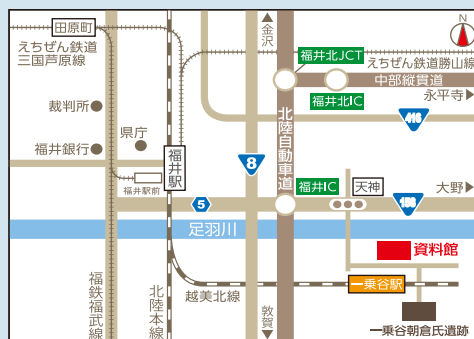 田原町
金沢
N
えちぜん鉄道
三国芦原線
福井北JCT
えちぜん鉄道勝山線
中部縦貫道
永平寺
裁判所
福井北IC
416
県庁
北陸自動車道
福井銀行
福井駅
8
福井IC
天神
大野
福井駅前
5
158
足羽川
資料館
福鉄福武線
北陸本線
越美北線
一乗谷駅
敦賀
一乗谷朝倉氏遺跡